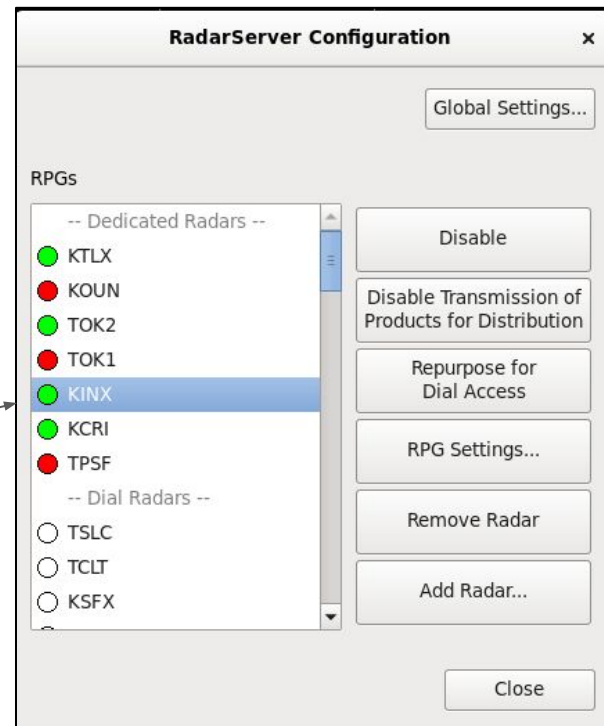 RadarServer Configuration
Global Settings...
RPGs
-- Dedicated Radars --
KTLX
KOUN
TOK2
TOK1
KINX
KCRI
TPSF
-- Dial Radars --
TSLC
TCLT
KSFX
Disable
Disable Transmission of
Products for Distribution
Repurpose for
Dial Access
RPG Settings...
Remove Radar
Add Radar...
Close